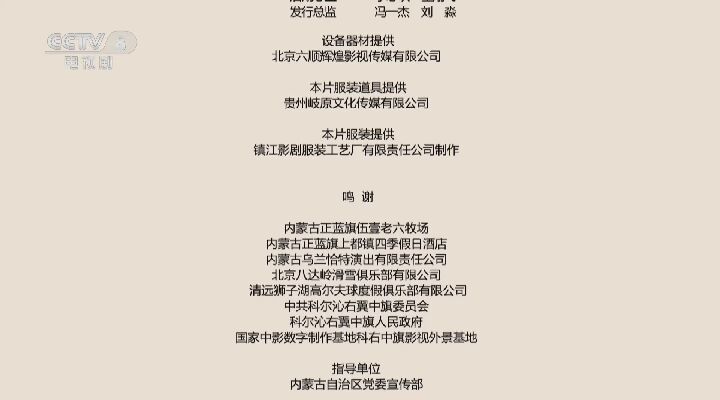 CCTV 8
电视剧
发行总监 冯一杰 刘淼
设备器材提供
北京六顺辉煌影视传媒有限公司
本片服装道具提供
贵州岐原文化传媒有限公司
本片服装提供
镇江影剧服装工艺厂有限责任公司制作
鸣 谢
内蒙古正蓝旗伍壹老六牧场
内蒙古正蓝旗上都镇四季假日酒店
内蒙古乌兰恰特演出有限责任公司
北京八达岭滑雪俱乐部有限公司
清远狮子湖高尔夫球度假俱乐部有限公司
中共科尔沁右翼中旗委员会
科尔沁右翼中旗人民政府
国家中影数字制作基地科右中旗影视外景基地
指导单位
内蒙古自治区党委宣传部